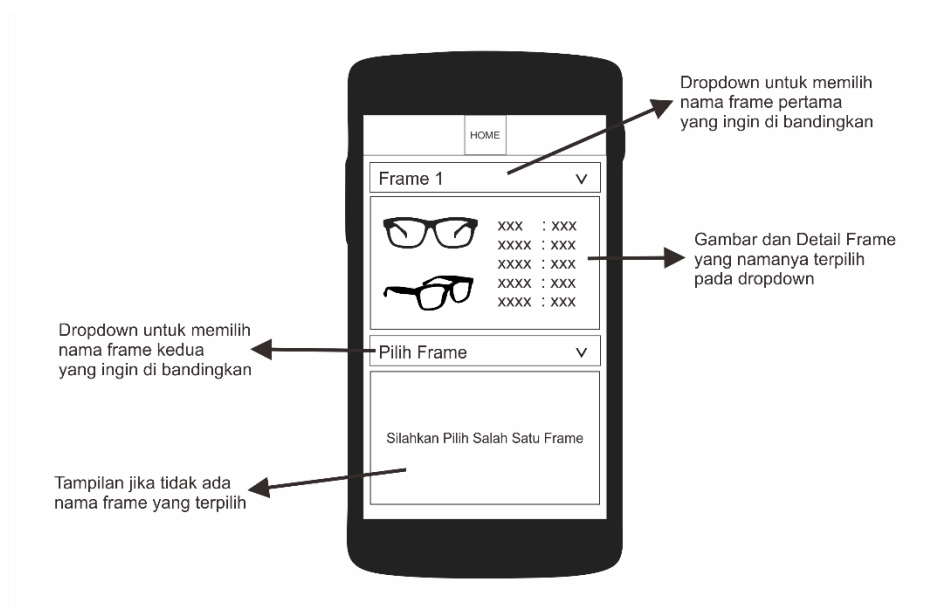 Dropdown untuk memilih
nama frame pertama
yang ingin di bandingkan
HOME
Frame 1
xxx : xxx
xxxx : xxx
xxxx : xxx
xxxx : xxx
xxxx : xxx
Gambar dan Detail Frame
yang namanya terpilih
pada dropdown
Dropdown untuk memilih
nama frame kedua
yang ingin di bandingkan
Pilih Frame
Silahkan Pilih Salah Satu Frame
Tampilan jika tidak ada
nama frame yang terpilih